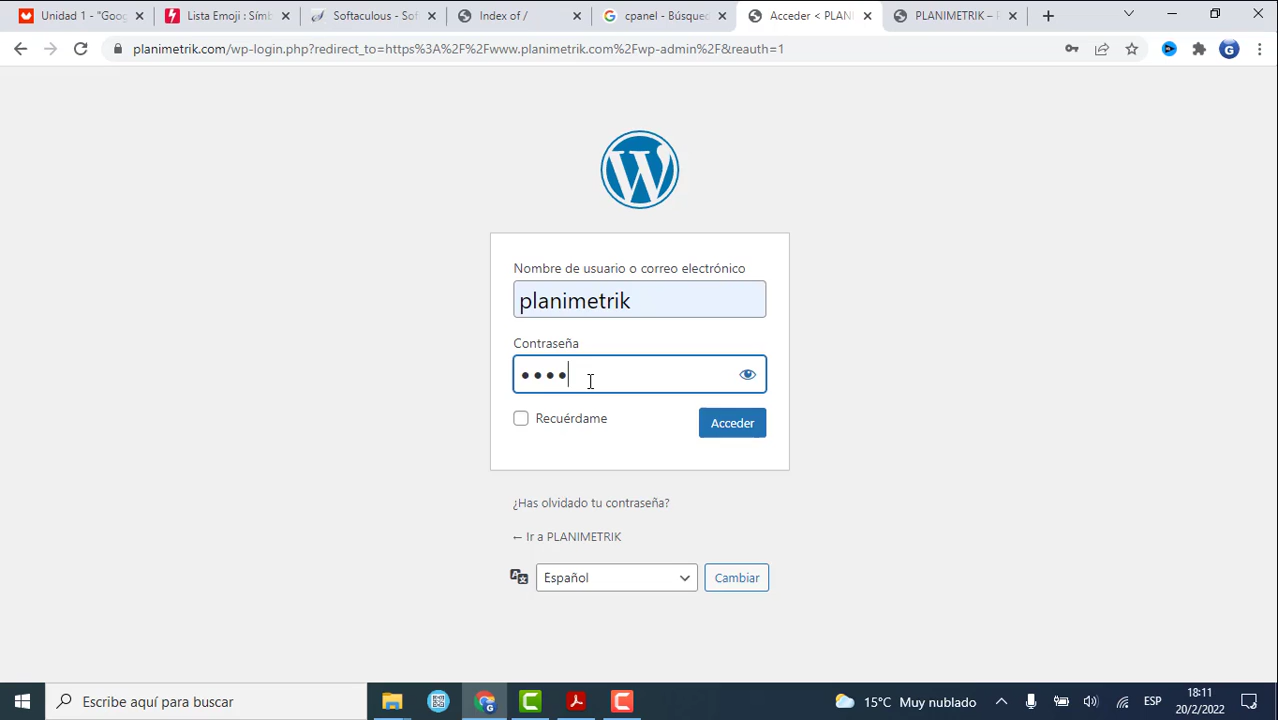 Unidad 1 - "Goog
Lista Emoji : Símb
Softaculous - Sof
Index of /
cpanel - Búsqued
Acceder < PLANI
PLANIMETRIK – P
planimetrik.com/wp-login.php?redirect_to=https%3A%2F%2Fwww.planimetrik.com%2Fwp-admin%2F&reauth=1
G
Nombre de usuario o correo electrónico
planimetrik
Contraseña
Recuérdame
Acceder
¿Has olvidado tu contraseña?
← Ir a PLANIMETRIK
Español
Cambiar
Escribe aquí para buscar
15°C Muy nublado
ESP
18:11
20/2/2022